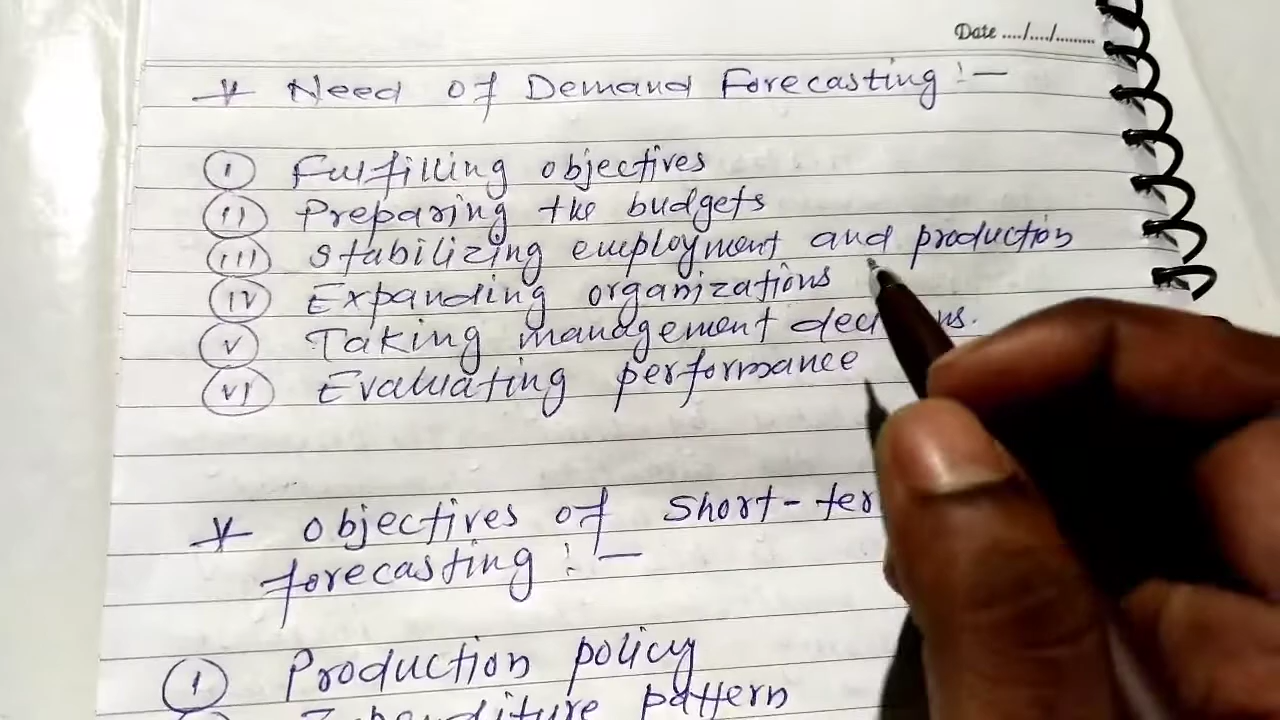 Date ..../..../.........
* Need of Demand Forecasting :-
(i) Fulfilling objectives
(ii) Preparing the budgets
(iii) Stabilizing employment and production
(iv) Expanding organizations
(v) Taking management
(vi) Evaluating performance
* Objectives of Short-ter
forecasting :-
(i) Production policy
pattern